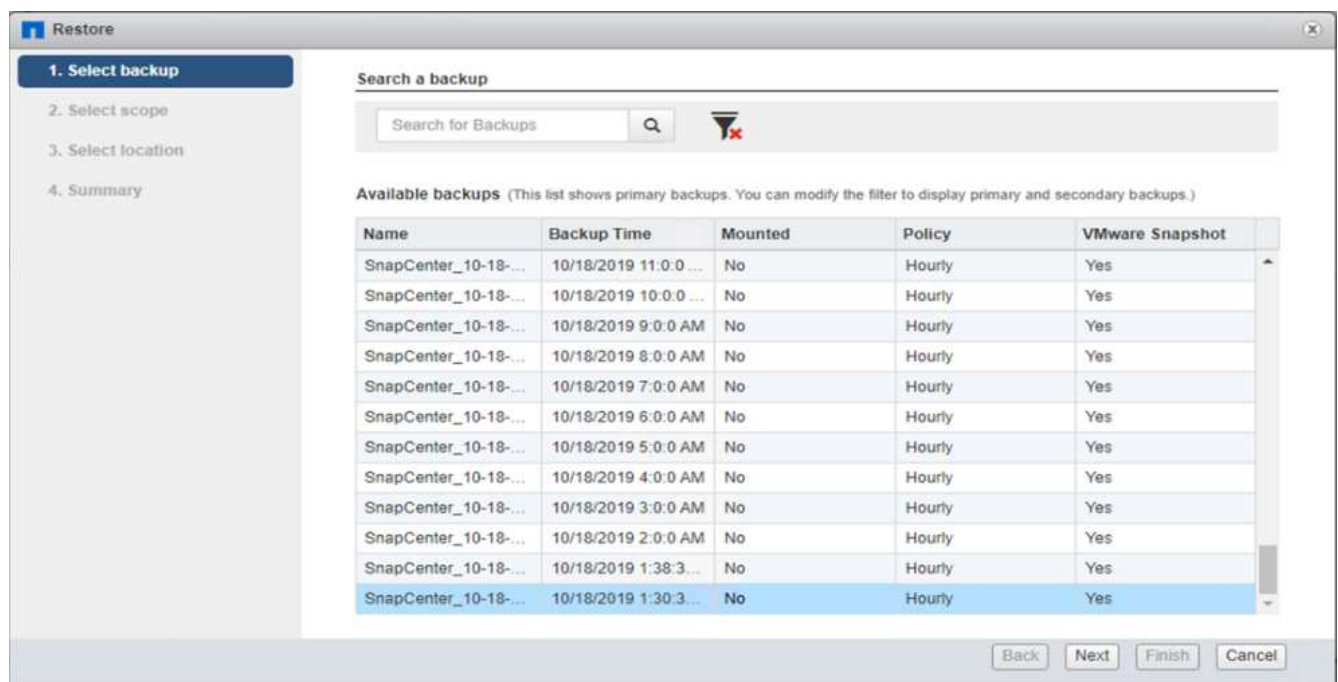 Restore
1. Select backup
2. Select scope
3. Select location
4. Summary
Search a backup
Search for Backups
Available backups (This list shows primary backups. You can modify the filter to display primary and secondary backups.)
Name Backup Time Mounted Policy VMware Snapshot
SnapCenter_10-18-... 10/18/2019 11:0:0 ... No Hourly Yes
SnapCenter_10-18-... 10/18/2019 10:0:0 ... No Hourly Yes
SnapCenter_10-18-... 10/18/2019 9:0:0 AM No Hourly Yes
SnapCenter_10-18-... 10/18/2019 8:0:0 AM No Hourly Yes
SnapCenter_10-18-... 10/18/2019 7:0:0 AM No Hourly Yes
SnapCenter_10-18-... 10/18/2019 6:0:0 AM No Hourly Yes
SnapCenter_10-18-... 10/18/2019 5:0:0 AM No Hourly Yes
SnapCenter_10-18-... 10/18/2019 4:0:0 AM No Hourly Yes
SnapCenter_10-18-... 10/18/2019 3:0:0 AM No Hourly Yes
SnapCenter_10-18-... 10/18/2019 2:0:0 AM No Hourly Yes
SnapCenter_10-18-... 10/18/2019 1:38:3... No Hourly Yes
SnapCenter_10-18-... 10/18/2019 1:30:3... No Hourly Yes
Back Next Finish Cancel